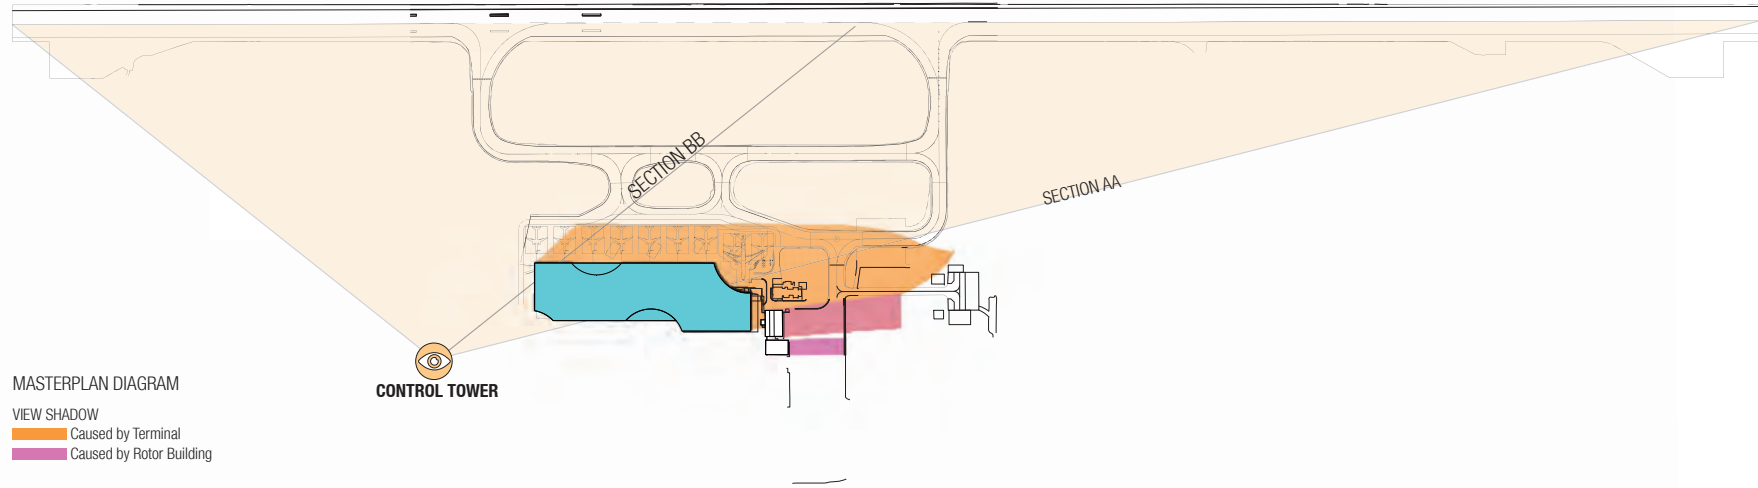 SECTION BB
SECTION AA
CONTROL TOWER
MASTERPLAN DIAGRAM
VIEW SHADOW
Caused by Terminal
Caused by Rotor Building